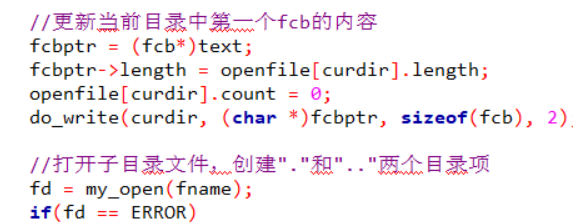 //更新当前目录中第一个fcb的内容
fcbptr = (fcb*)text;
fcbptr->length = openfile[curdir].length;
openfile[curdir].count = 0;
do_write(curdir, (char *)fcbptr, sizeof(fcb), 2);
//打开子目录文件，创建"."和".."两个目录项
fd = my_open(fname);
if(fd == ERROR)